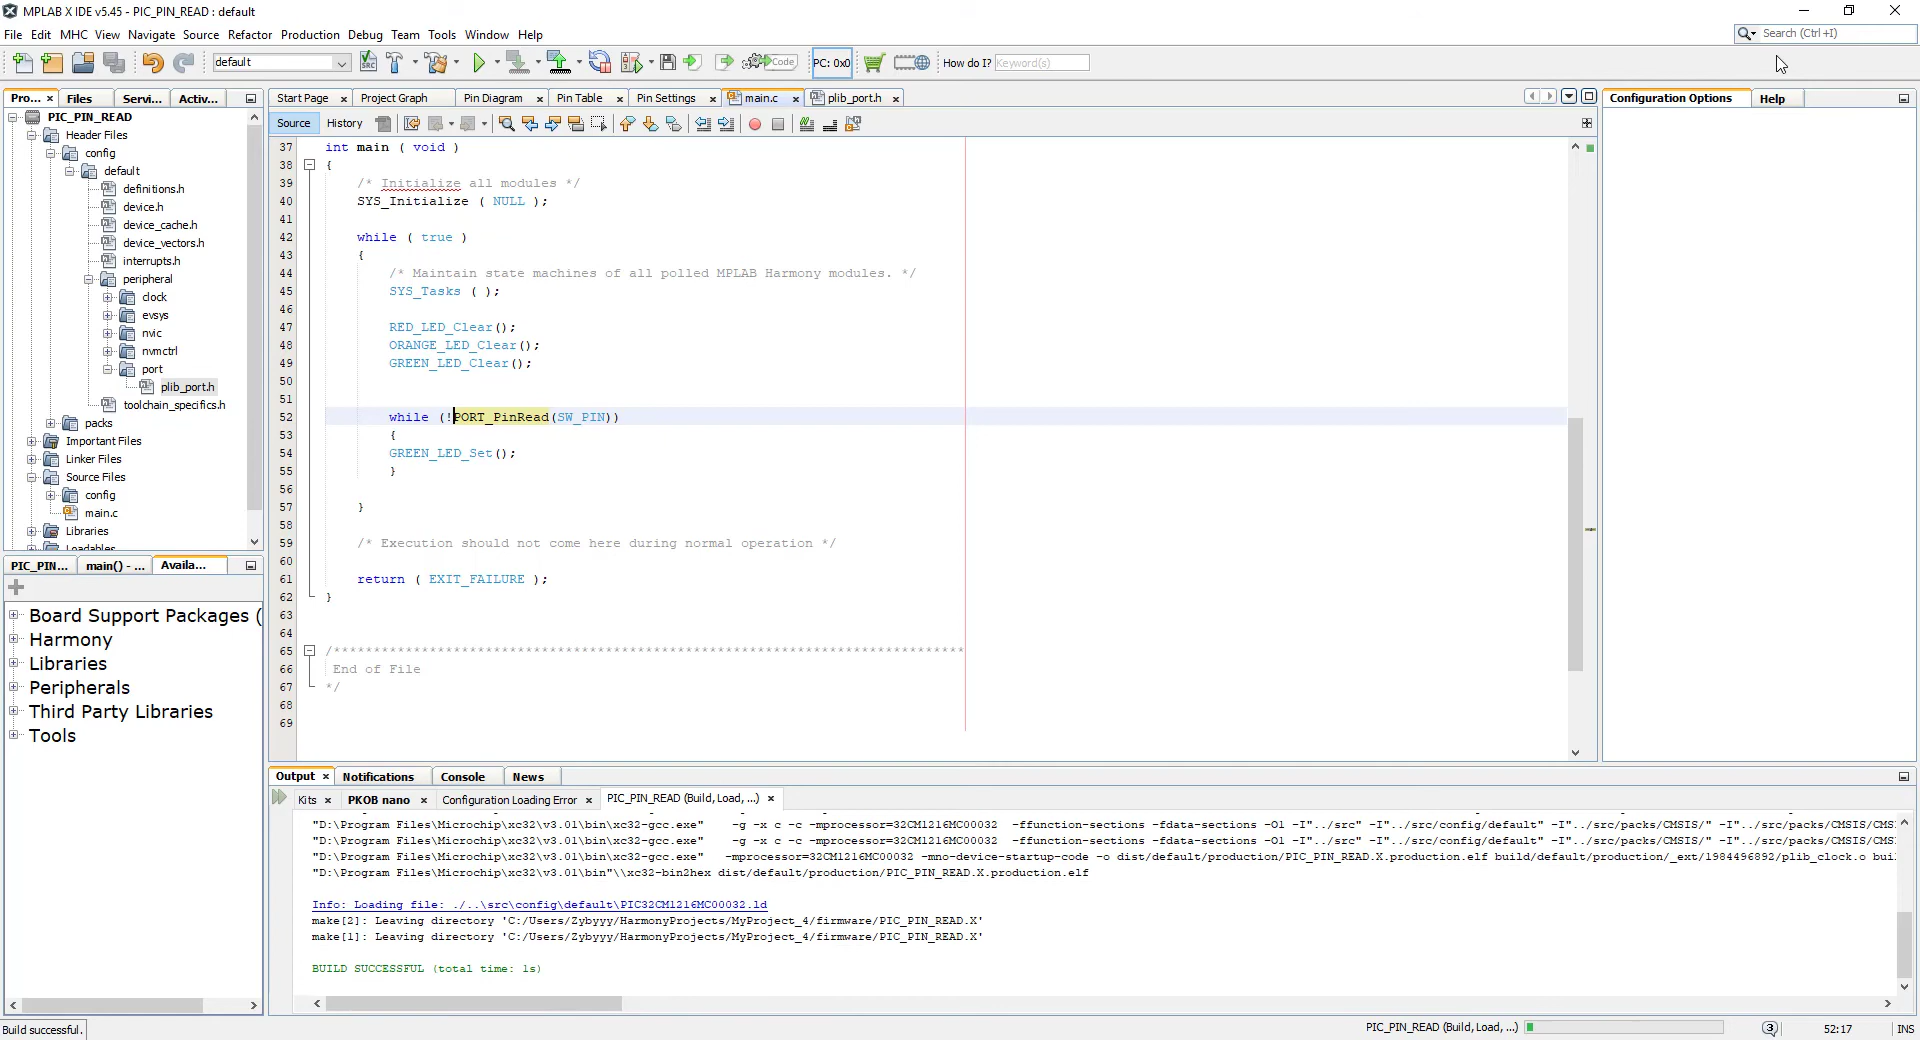 MPLAB X IDE v5.45 - PIC_PIN_READ : default
File Edit MHC View Navigate Source Refactor Production Debug Team Tools Window Help
Search (Ctrl+I)
default
PC: 0x0
How do I?
Keyword(s)
Pro... Files Servi... Activ...
Start Page Project Graph Pin Diagram Pin Table Pin Settings main.c plib_port.h
Configuration Options Help
Source History
PIC_PIN_READ
Header Files
config
default
definitions.h
device.h
device_cache.h
device_vectors.h
interrupts.h
peripheral
clock
evsys
nvic
nvmctrl
port
plib_port.h
toolchain_specifics.h
packs
Important Files
Linker Files
Source Files
config
main.c
Libraries
Loadables
37 int main ( void )
38 {
39 /* Initialize all modules */
40 SYS_Initialize ( NULL );
41
42 while ( true )
43 {
44 /* Maintain state machines of all polled MPLAB Harmony modules. */
45 SYS_Tasks ( );
46
47 RED_LED_Clear();
48 ORANGE_LED_Clear();
49 GREEN_LED_Clear();
50
51
52 while (!PORT_PinRead(SW_PIN))
53 {
54 GREEN_LED_Set();
55 }
56
57 }
58
59 /* Execution should not come here during normal operation */
60
61 return ( EXIT_FAILURE );
62 }
63
64
65 /*******************************************************************************
66 End of File
67 */
68
69
PIC_PIN... main() - ... Availa...
Board Support Packages (
Harmony
Libraries
Peripherals
Third Party Libraries
Tools
Output Notifications Console News
Kits PKOB nano Configuration Loading Error PIC_PIN_READ (Build, Load, ...)
"D:\Program Files\Microchip\xc32\v3.01\bin\xc32-gcc.exe" -g -x c -c -mprocessor=32CM1216MC00032 -ffunction-sections -fdata-sections -O1 -I"../src" -I"../src/config/default" -I"../src/packs/CMSIS/" -I"../src/packs/CMSIS/CMS
"D:\Program Files\Microchip\xc32\v3.01\bin\xc32-gcc.exe" -g -x c -c -mprocessor=32CM1216MC00032 -ffunction-sections -fdata-sections -O1 -I"../src" -I"../src/config/default" -I"../src/packs/CMSIS/" -I"../src/packs/CMSIS/CMS
"D:\Program Files\Microchip\xc32\v3.01\bin\xc32-gcc.exe" -mprocessor=32CM1216MC00032 -mno-device-startup-code -o dist/default/production/PIC_PIN_READ.X.production.elf build/default/production/_ext/1984496892/plib_clock.o bui
"D:\Program Files\Microchip\xc32\v3.01\bin"\\xc32-bin2hex dist/default/production/PIC_PIN_READ.X.production.elf
Info: Loading file: ./..\src\config\default\PIC32CM1216MC00032.ld
make[2]: Leaving directory 'C:/Users/Zybyyy/HarmonyProjects/MyProject_4/firmware/PIC_PIN_READ.X'
make[1]: Leaving directory 'C:/Users/Zybyyy/HarmonyProjects/MyProject_4/firmware/PIC_PIN_READ.X'
BUILD SUCCESSFUL (total time: 1s)
Build successful.
PIC_PIN_READ (Build, Load, ...)
3
52:17
INS